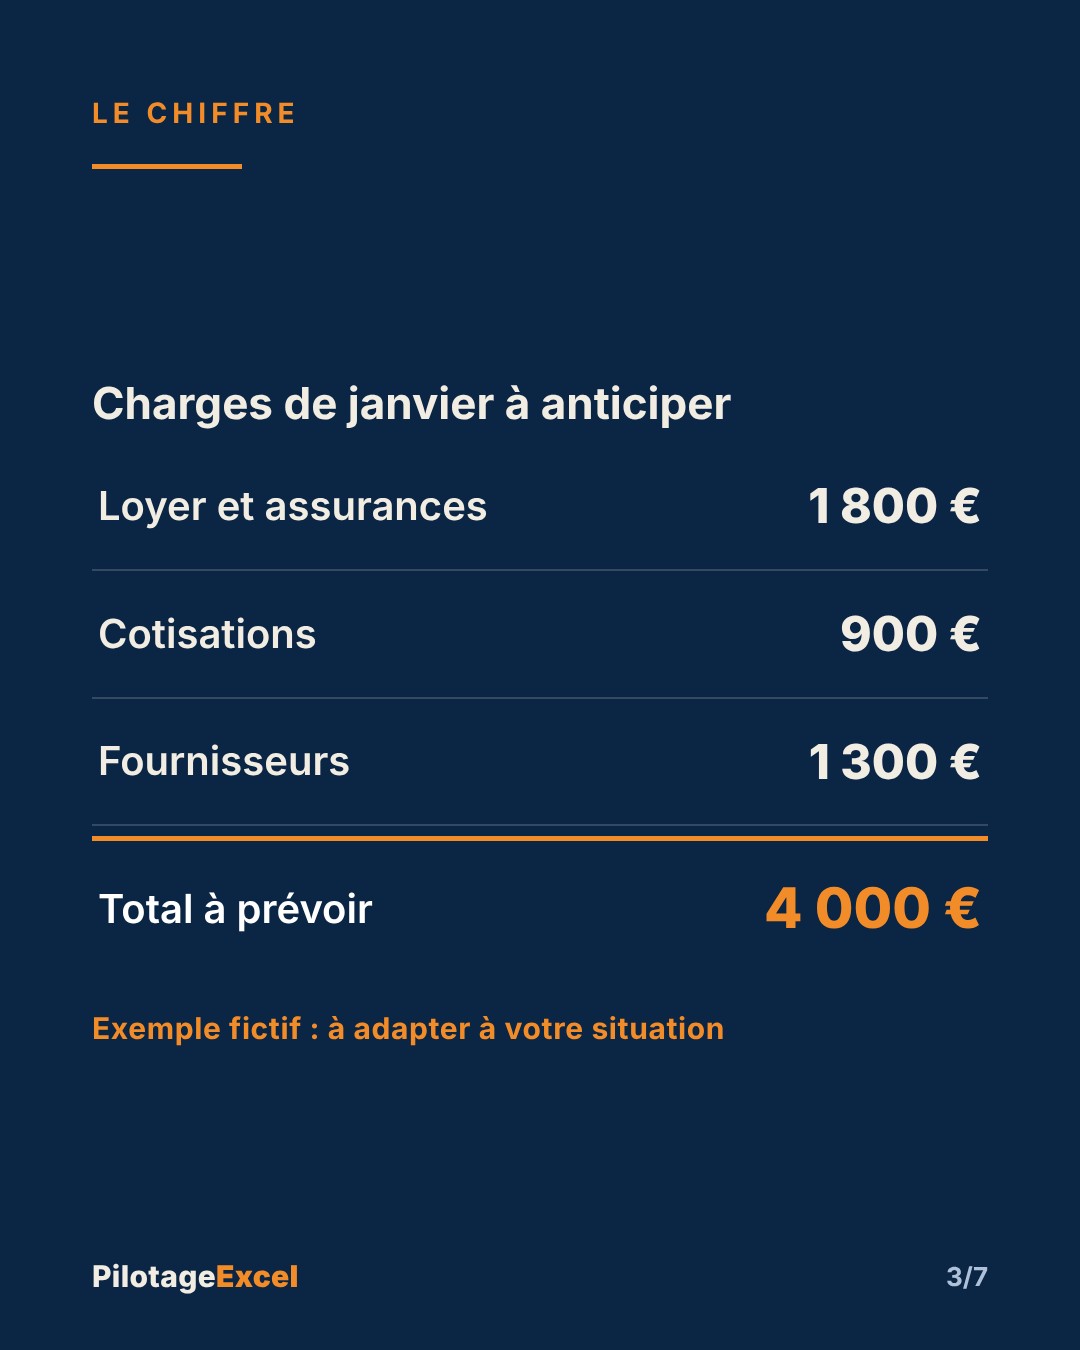 LE CHIFFRE
Charges de janvier à anticiper
Loyer et assurances 1 800 €
Cotisations 900 €
Fournisseurs 1 300 €
Total à prévoir 4 000 €
Exemple fictif : à adapter à votre situation
PilotageExcel 3/7